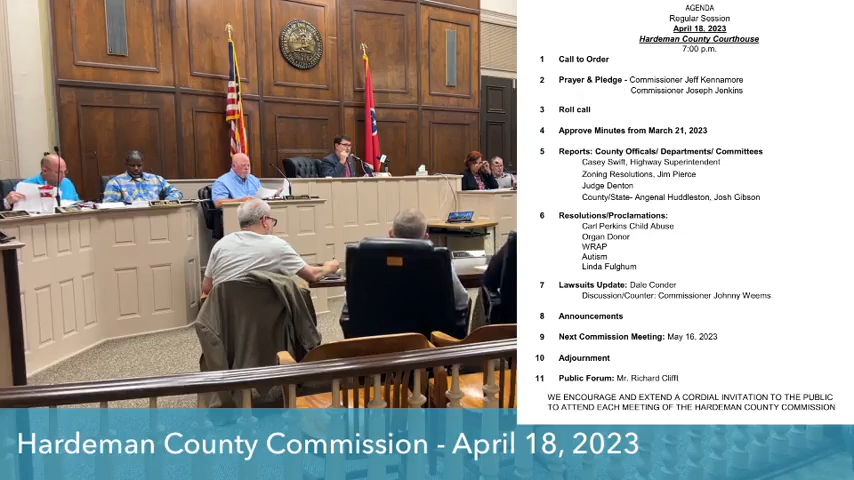 AGENDA
Regular Session
April 18, 2023
Hardeman County Courthouse
7:00 p.m.
1 Call to Order
2 Prayer & Pledge - Commissioner Jeff Kennamore
Commissioner Joseph Jenkins
3 Roll call
4 Approve Minutes from March 21, 2023
5 Reports: County Officals/ Departments/ Committees
Casey Swift, Highway Superintendent
Zoning Resolutions, Jim Pierce
Judge Denton
County/State- Angenal Huddleston, Josh Gibson
6 Resolutions/Proclamations:
Carl Perkins Child Abuse
Organ Donor
WRAP
Autism
Linda Fulghum
7 Lawsuits Update: Dale Conder
Discussion/Counter: Commissioner Johnny Weems
8 Announcements
9 Next Commission Meeting: May 16, 2023
10 Adjournment
11 Public Forum: Mr. Richard Clifft
WE ENCOURAGE AND EXTEND A CORDIAL INVITATION TO THE PUBLIC
TO ATTEND EACH MEETING OF THE HARDEMAN COUNTY COMMISSION
Hardeman County Commission - April 18, 2023